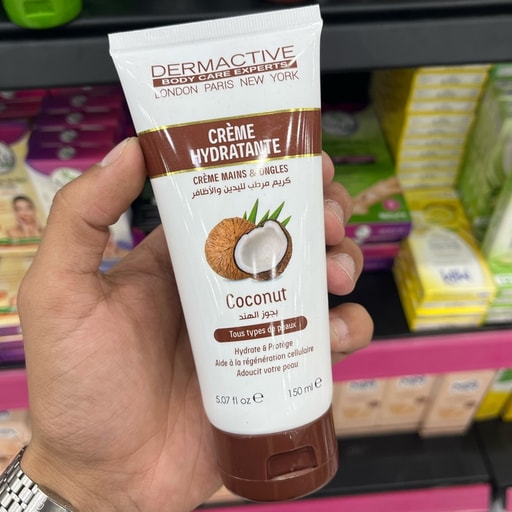 DERMACTIVE
BODY CARE EXPERTS
LONDON PARIS NEW YORK
CRÈME
HYDRATANTE
CRÈME MAINS & ONGLES
كريم مرطب لليدين والأظافر
Coconut
بجوز الهند
Tous types de peaux
Hydrate & Protège
Aide à la régénération cellulaire
Adoucit votre peau
5.07 fl oz ℮ 150 ml ℮